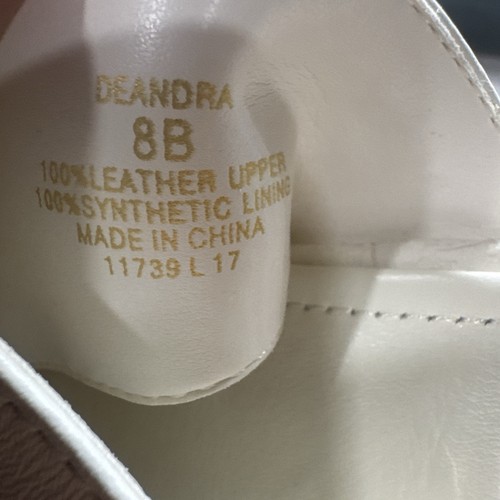 DEANDRA
8B
100%LEATHER UPPER
100%SYNTHETIC LINING
MADE IN CHINA
11739 L 17